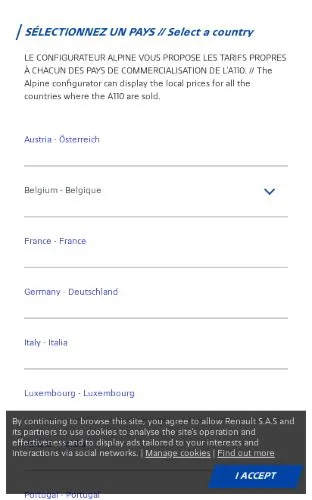 SÉLECTIONNEZ UN PAYS // Select a country
LE CONFIGURATEUR ALPINE VOUS PROPOSE LES TARIFS PROPRES
À CHACUN DES PAYS DE COMMERCIALISATION DE L'A110. // The
Alpine configurator can display the local prices for all the
countries where the A110 are sold.
Austria - Österreich
Belgium - Belgique
France - France
Germany - Deutschland
Italy - Italia
Luxembourg - Luxembourg
By continuing to browse this site, you agree to allow Renault S.A.S and
its partners to use cookies to analyse the site's operation and
effectiveness and to display ads tailored to your interests and
interactions via social networks. | Manage cookies | Find out more
I ACCEPT
Portugal - Portugal